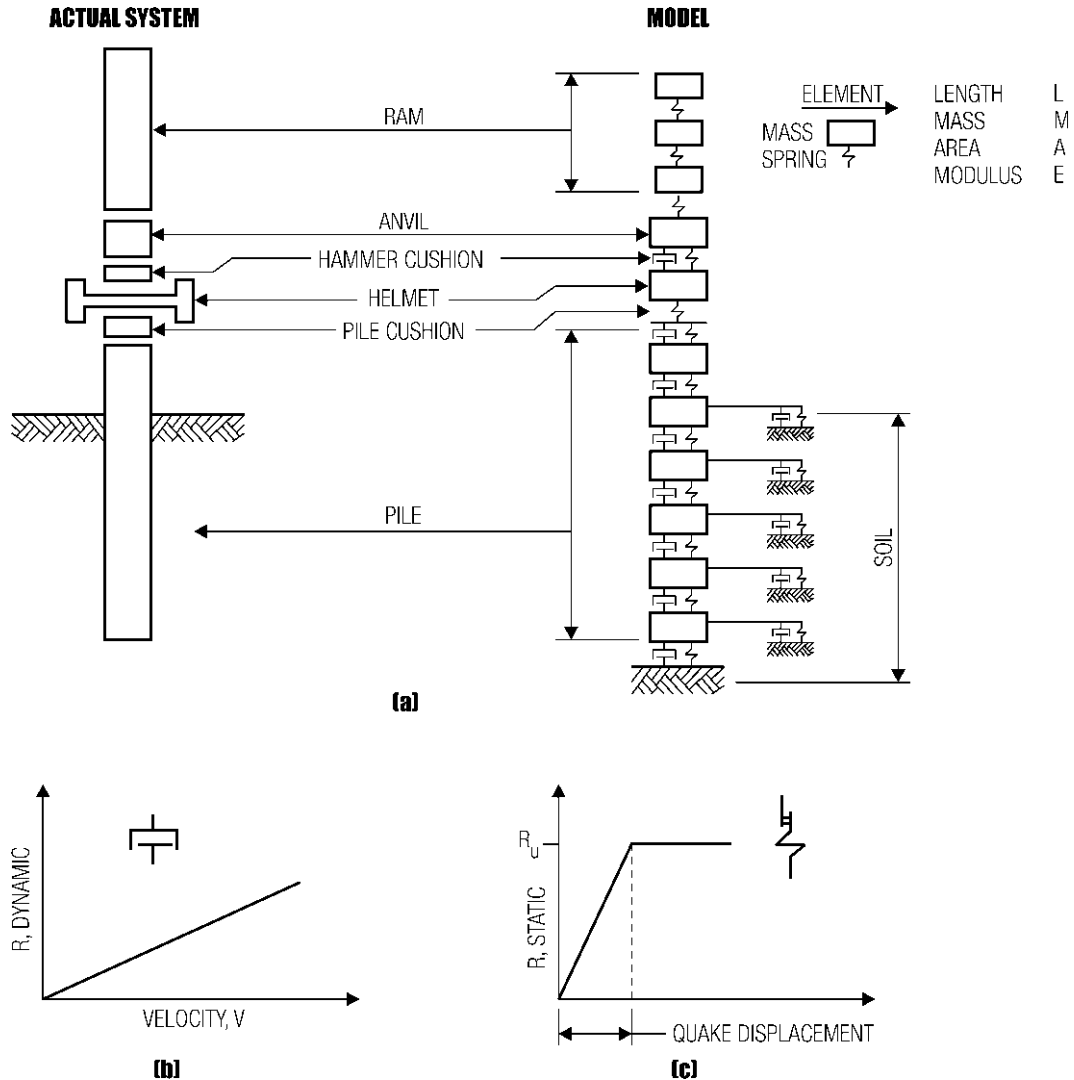 ACTUAL SYSTEM
MODEL
RAM
ELEMENT
MASS
SPRING
LENGTH L
MASS M
AREA A
MODULUS E
ANVIL
HAMMER CUSHION
HELMET
PILE CUSHION
PILE
SOIL
(a)
R, DYNAMIC
VELOCITY, V
(b)
Ru
R, STATIC
QUAKE DISPLACEMENT
(c)